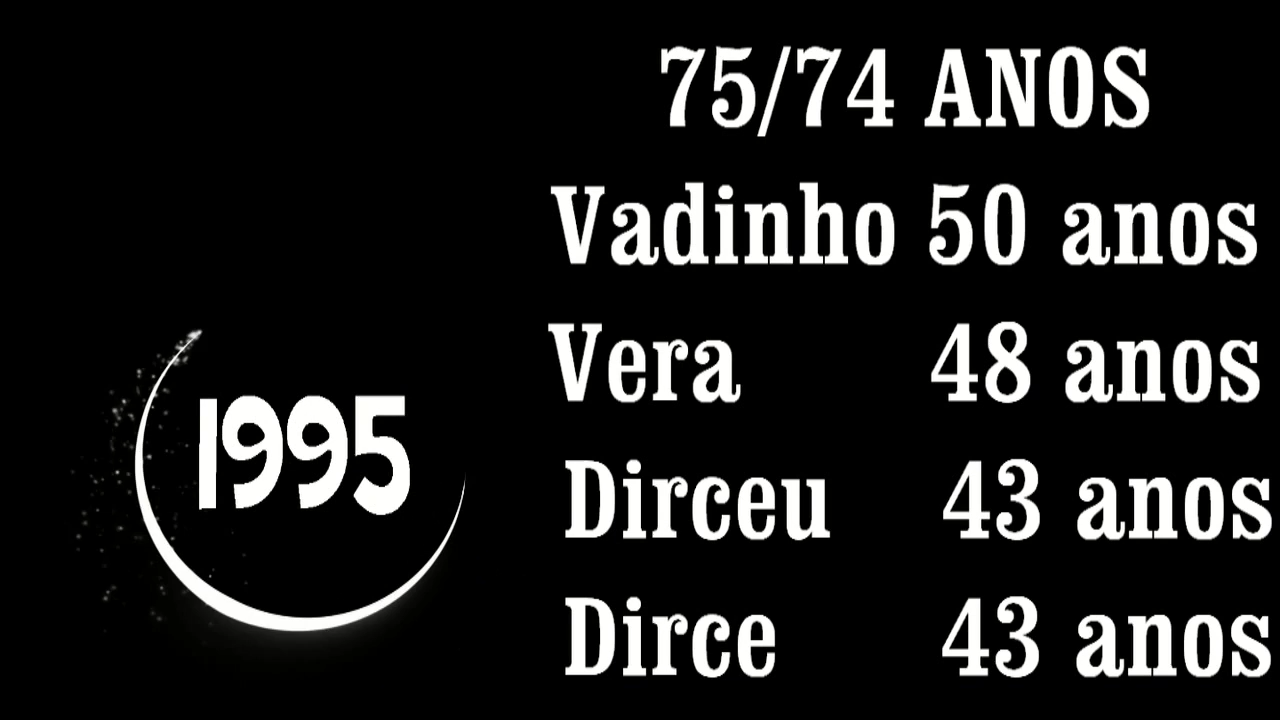 75/74 ANOS
Vadinho 50 anos
Vera 48 anos
Dirceu 43 anos
Dirce 43 anos
1995